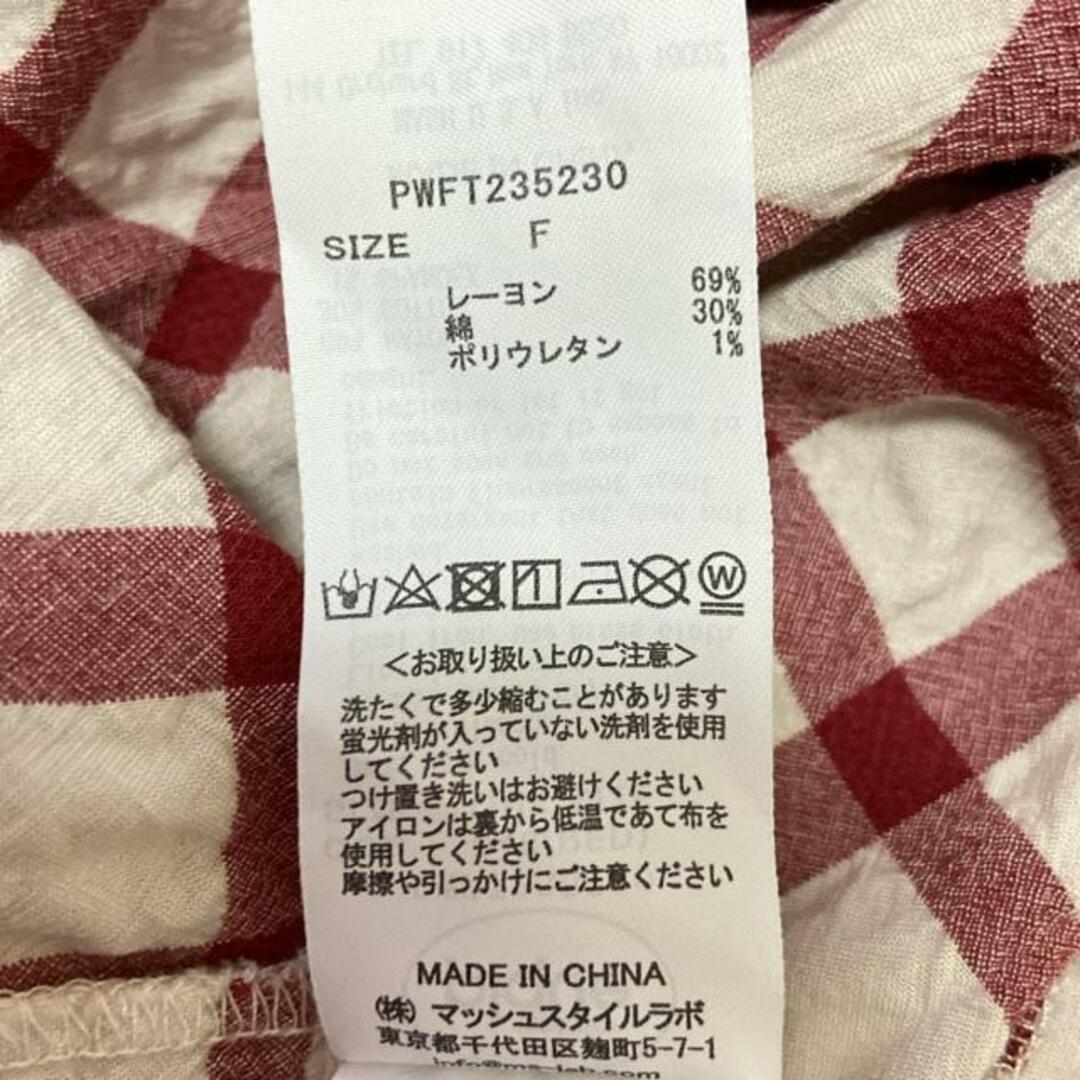 PWFT235230
SIZE F
レーヨン 69%
綿 30%
ポリウレタン 1%
W
<お取り扱い上のご注意>
洗たくで多少縮むことがあります
蛍光剤が入っていない洗剤を使用
してください
つけ置き洗いはお避けください
アイロンは裏から低温であて布を
使用してください
摩擦や引っかけにご注意ください
MADE IN CHINA
(株) マッシュスタイルラボ
東京都千代田区麹町5-7-1